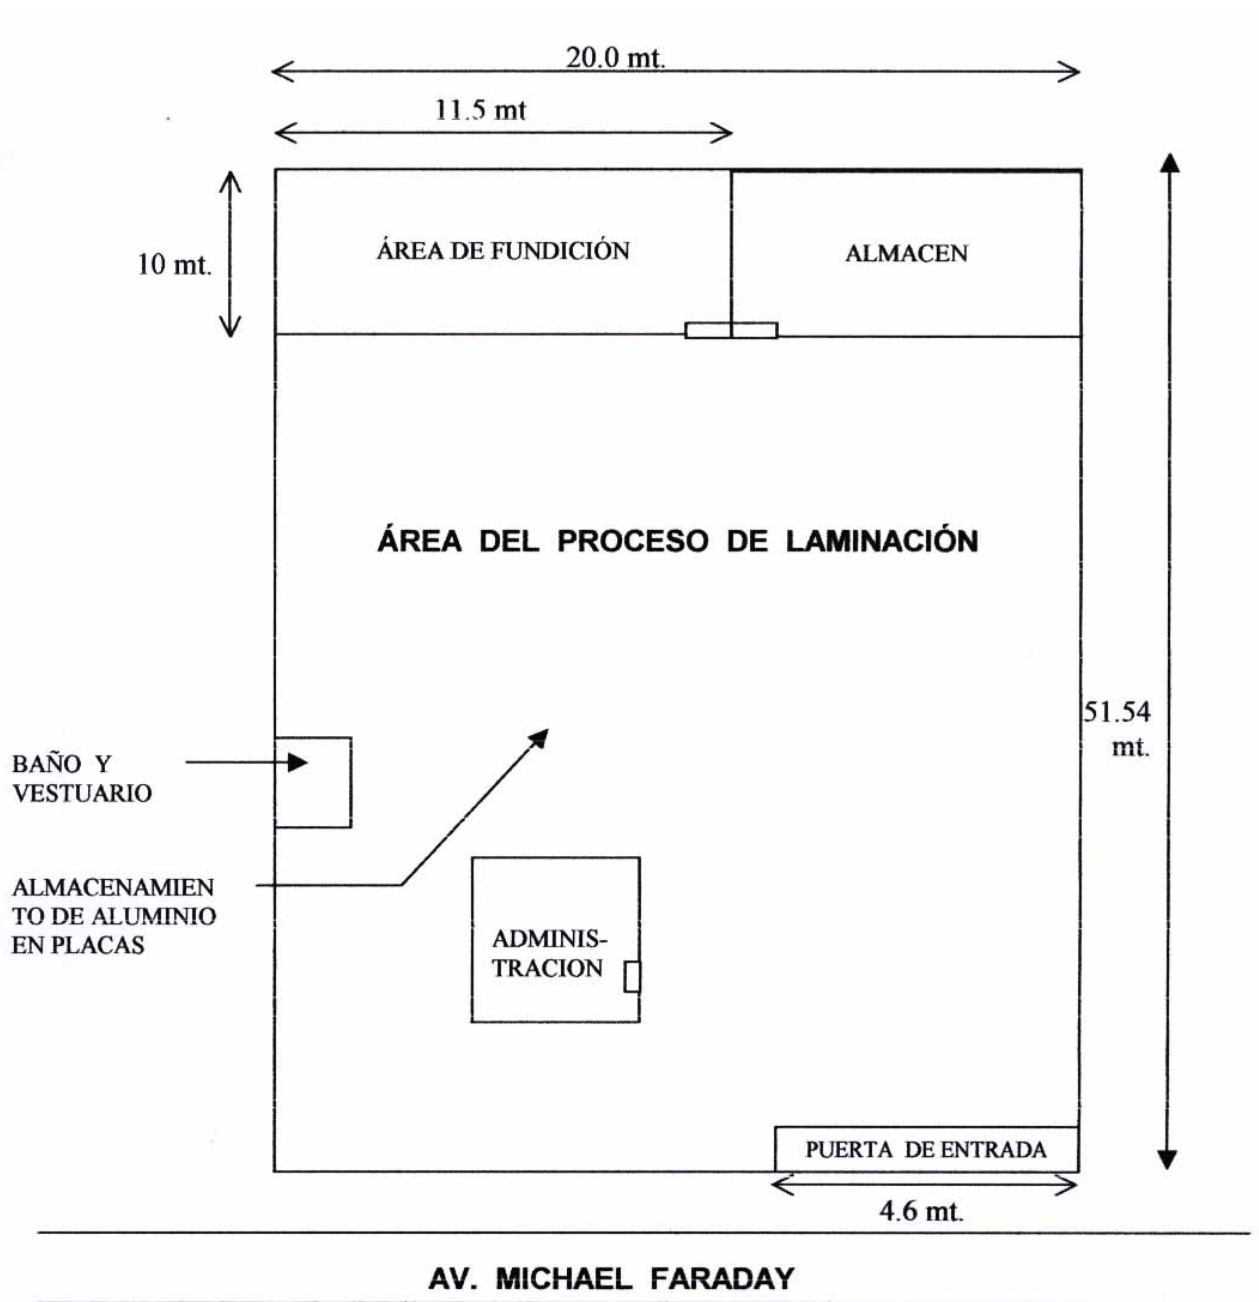 20.0 mt.
11.5 mt
10 mt.
ÁREA DE FUNDICIÓN
ALMACEN
ÁREA DEL PROCESO DE LAMINACIÓN
51.54
mt.
BAÑO Y
VESTUARIO
ALMACENAMIEN
TO DE ALUMINIO
EN PLACAS
ADMINIS-
TRACION
PUERTA DE ENTRADA
4.6 mt.
AV. MICHAEL FARADAY